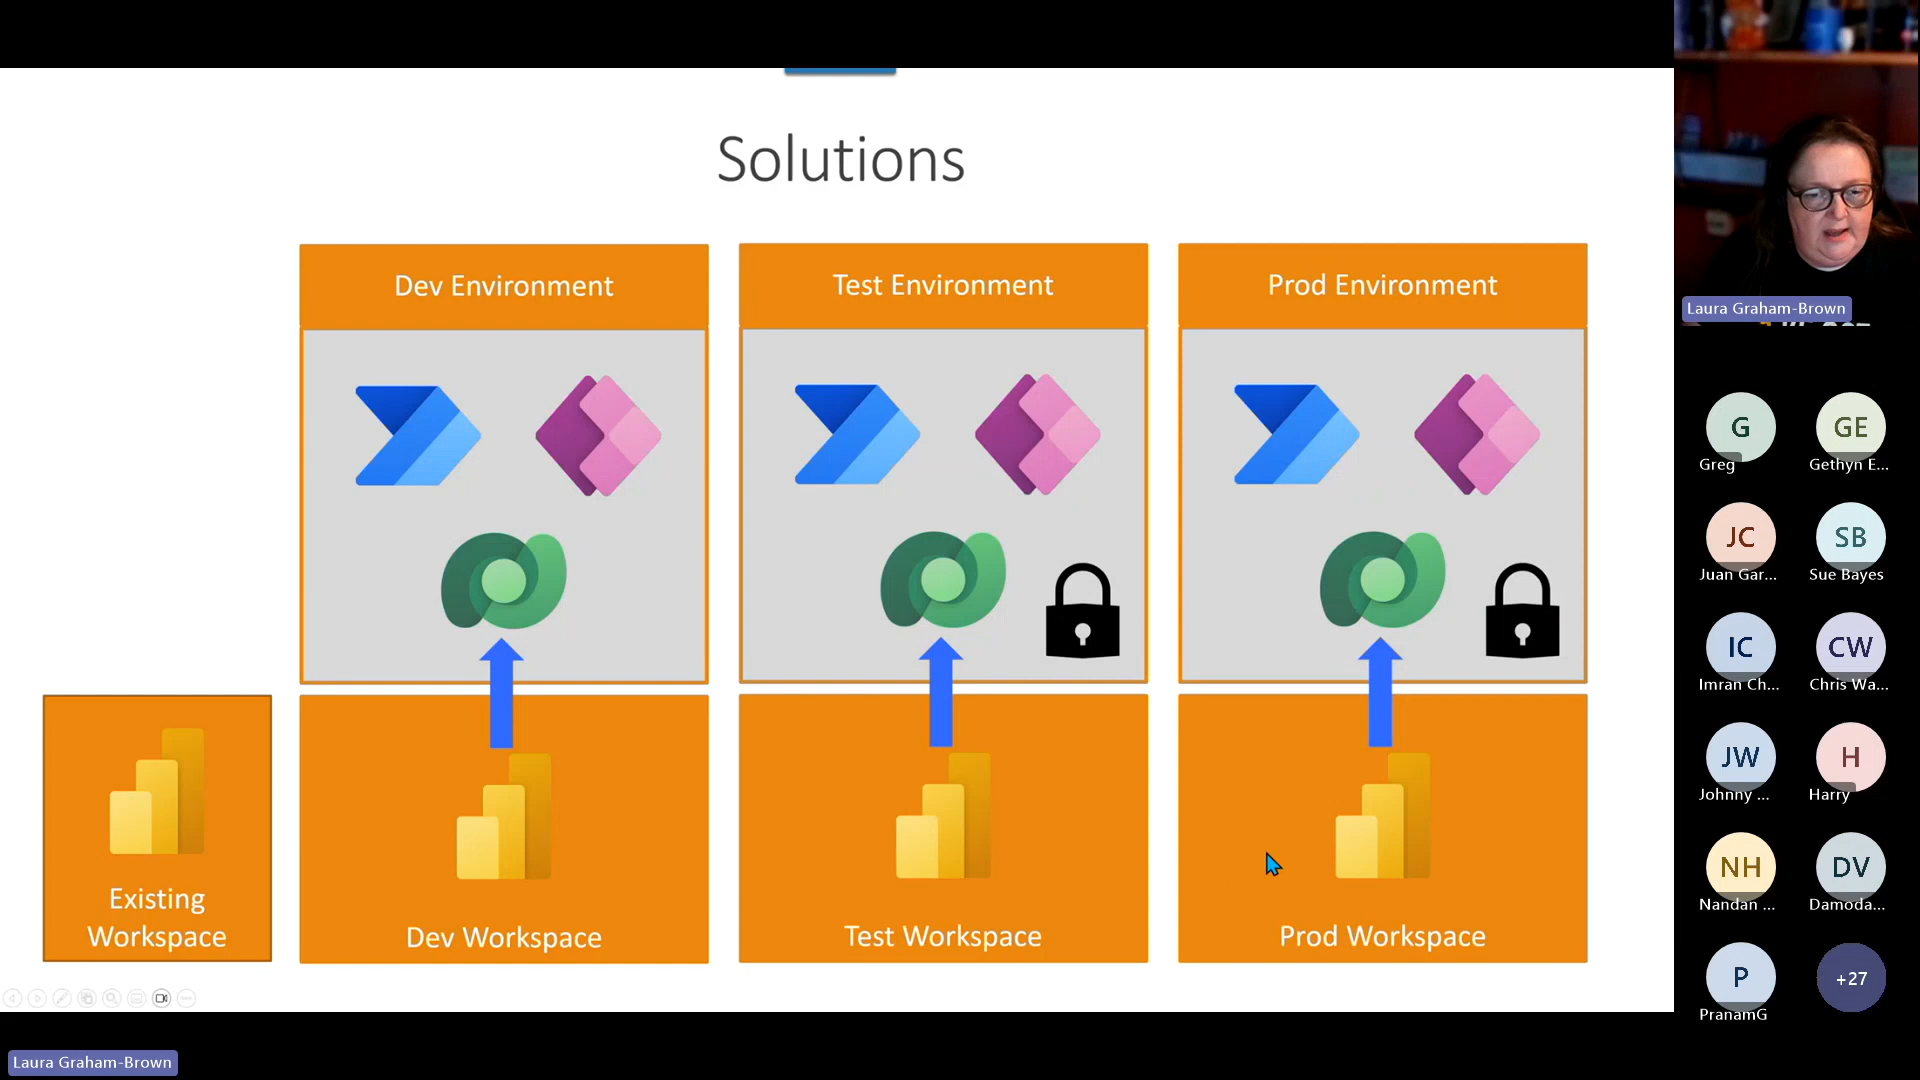 Solutions
Dev Environment
Test Environment
Prod Environment
Existing
Workspace
Dev Workspace
Test Workspace
Prod Workspace
Laura Graham-Brown
G
Greg
GE
Gethyn E...
JC
Juan Gar...
SB
Sue Bayes
IC
Imran Ch...
CW
Chris Wa...
JW
Johnny ...
H
Harry
NH
Nandan ...
DV
Damoda...
P
PranamG
+27
Laura Graham-Brown